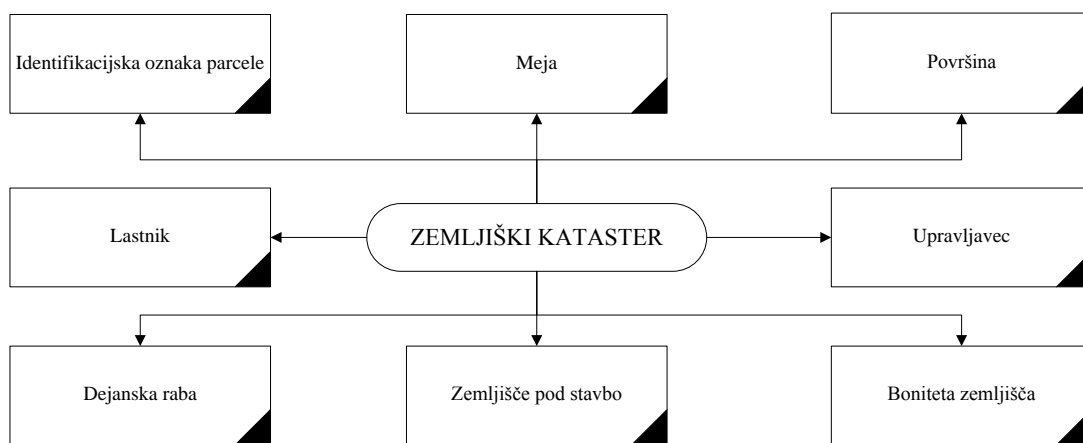 Identifikacijska oznaka parcele
Meja
Površina
Lastnik
ZEMLJIŠKI KATASTER
Upravljavec
Dejanska raba
Zemljišče pod stavbo
Boniteta zemljišča